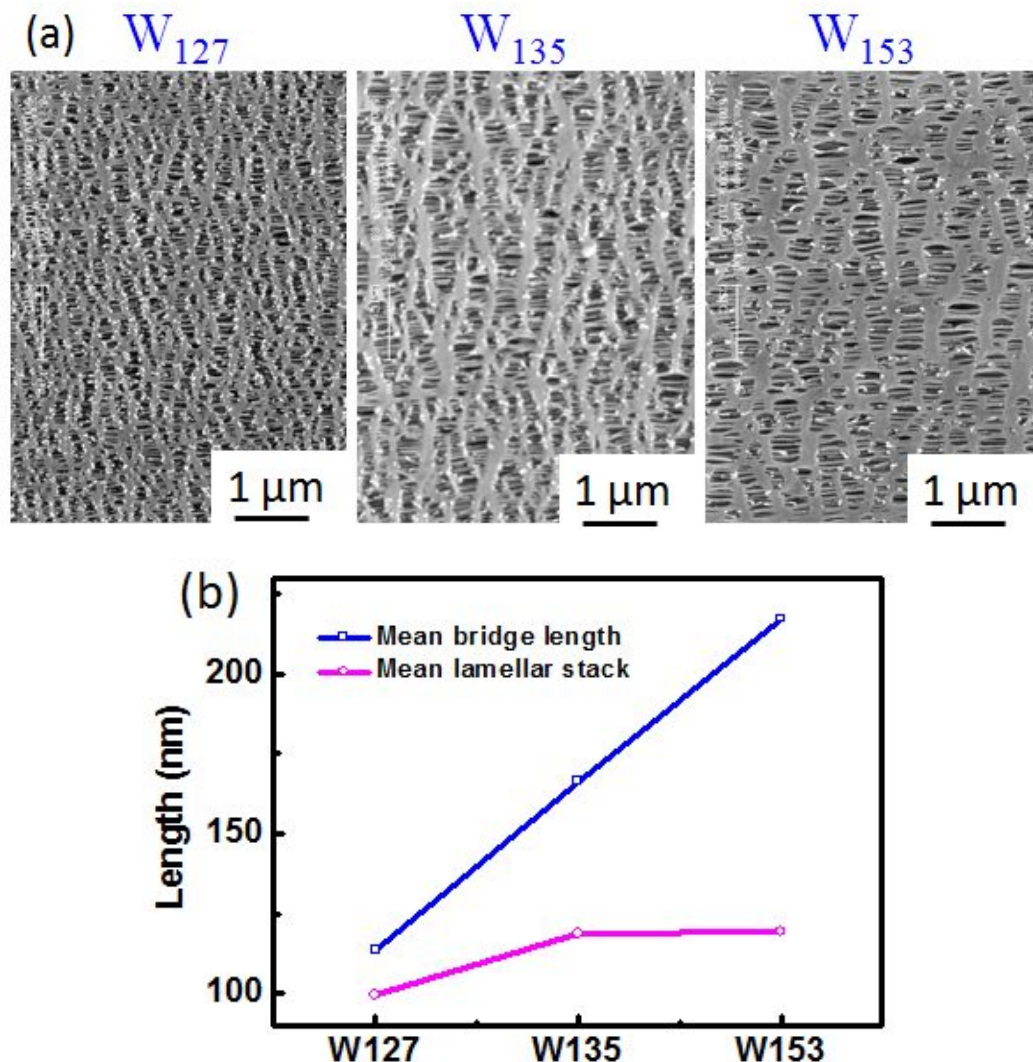 (a) W127 W135 W153
1 μm 1 μm 1 μm
(b)
Mean bridge length
Mean lamellar stack
200
150
100
Length (nm)
W127 W135 W153